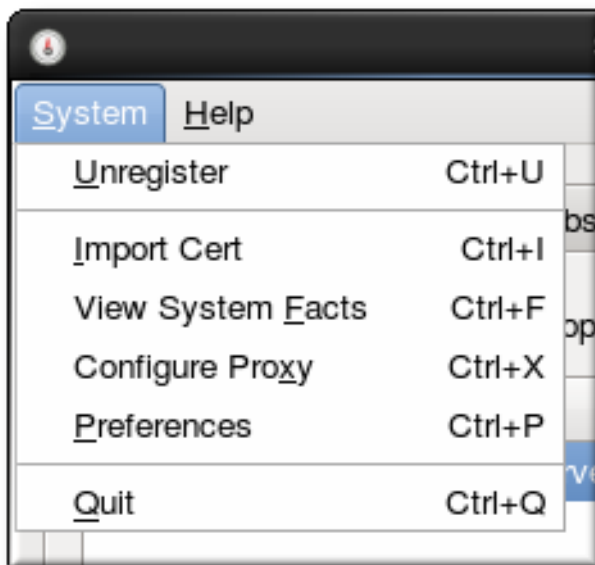 System Help
Unregister Ctrl+U
Import Cert Ctrl+I
View System Facts Ctrl+F
Configure Proxy Ctrl+X
Preferences Ctrl+P
Quit Ctrl+Q